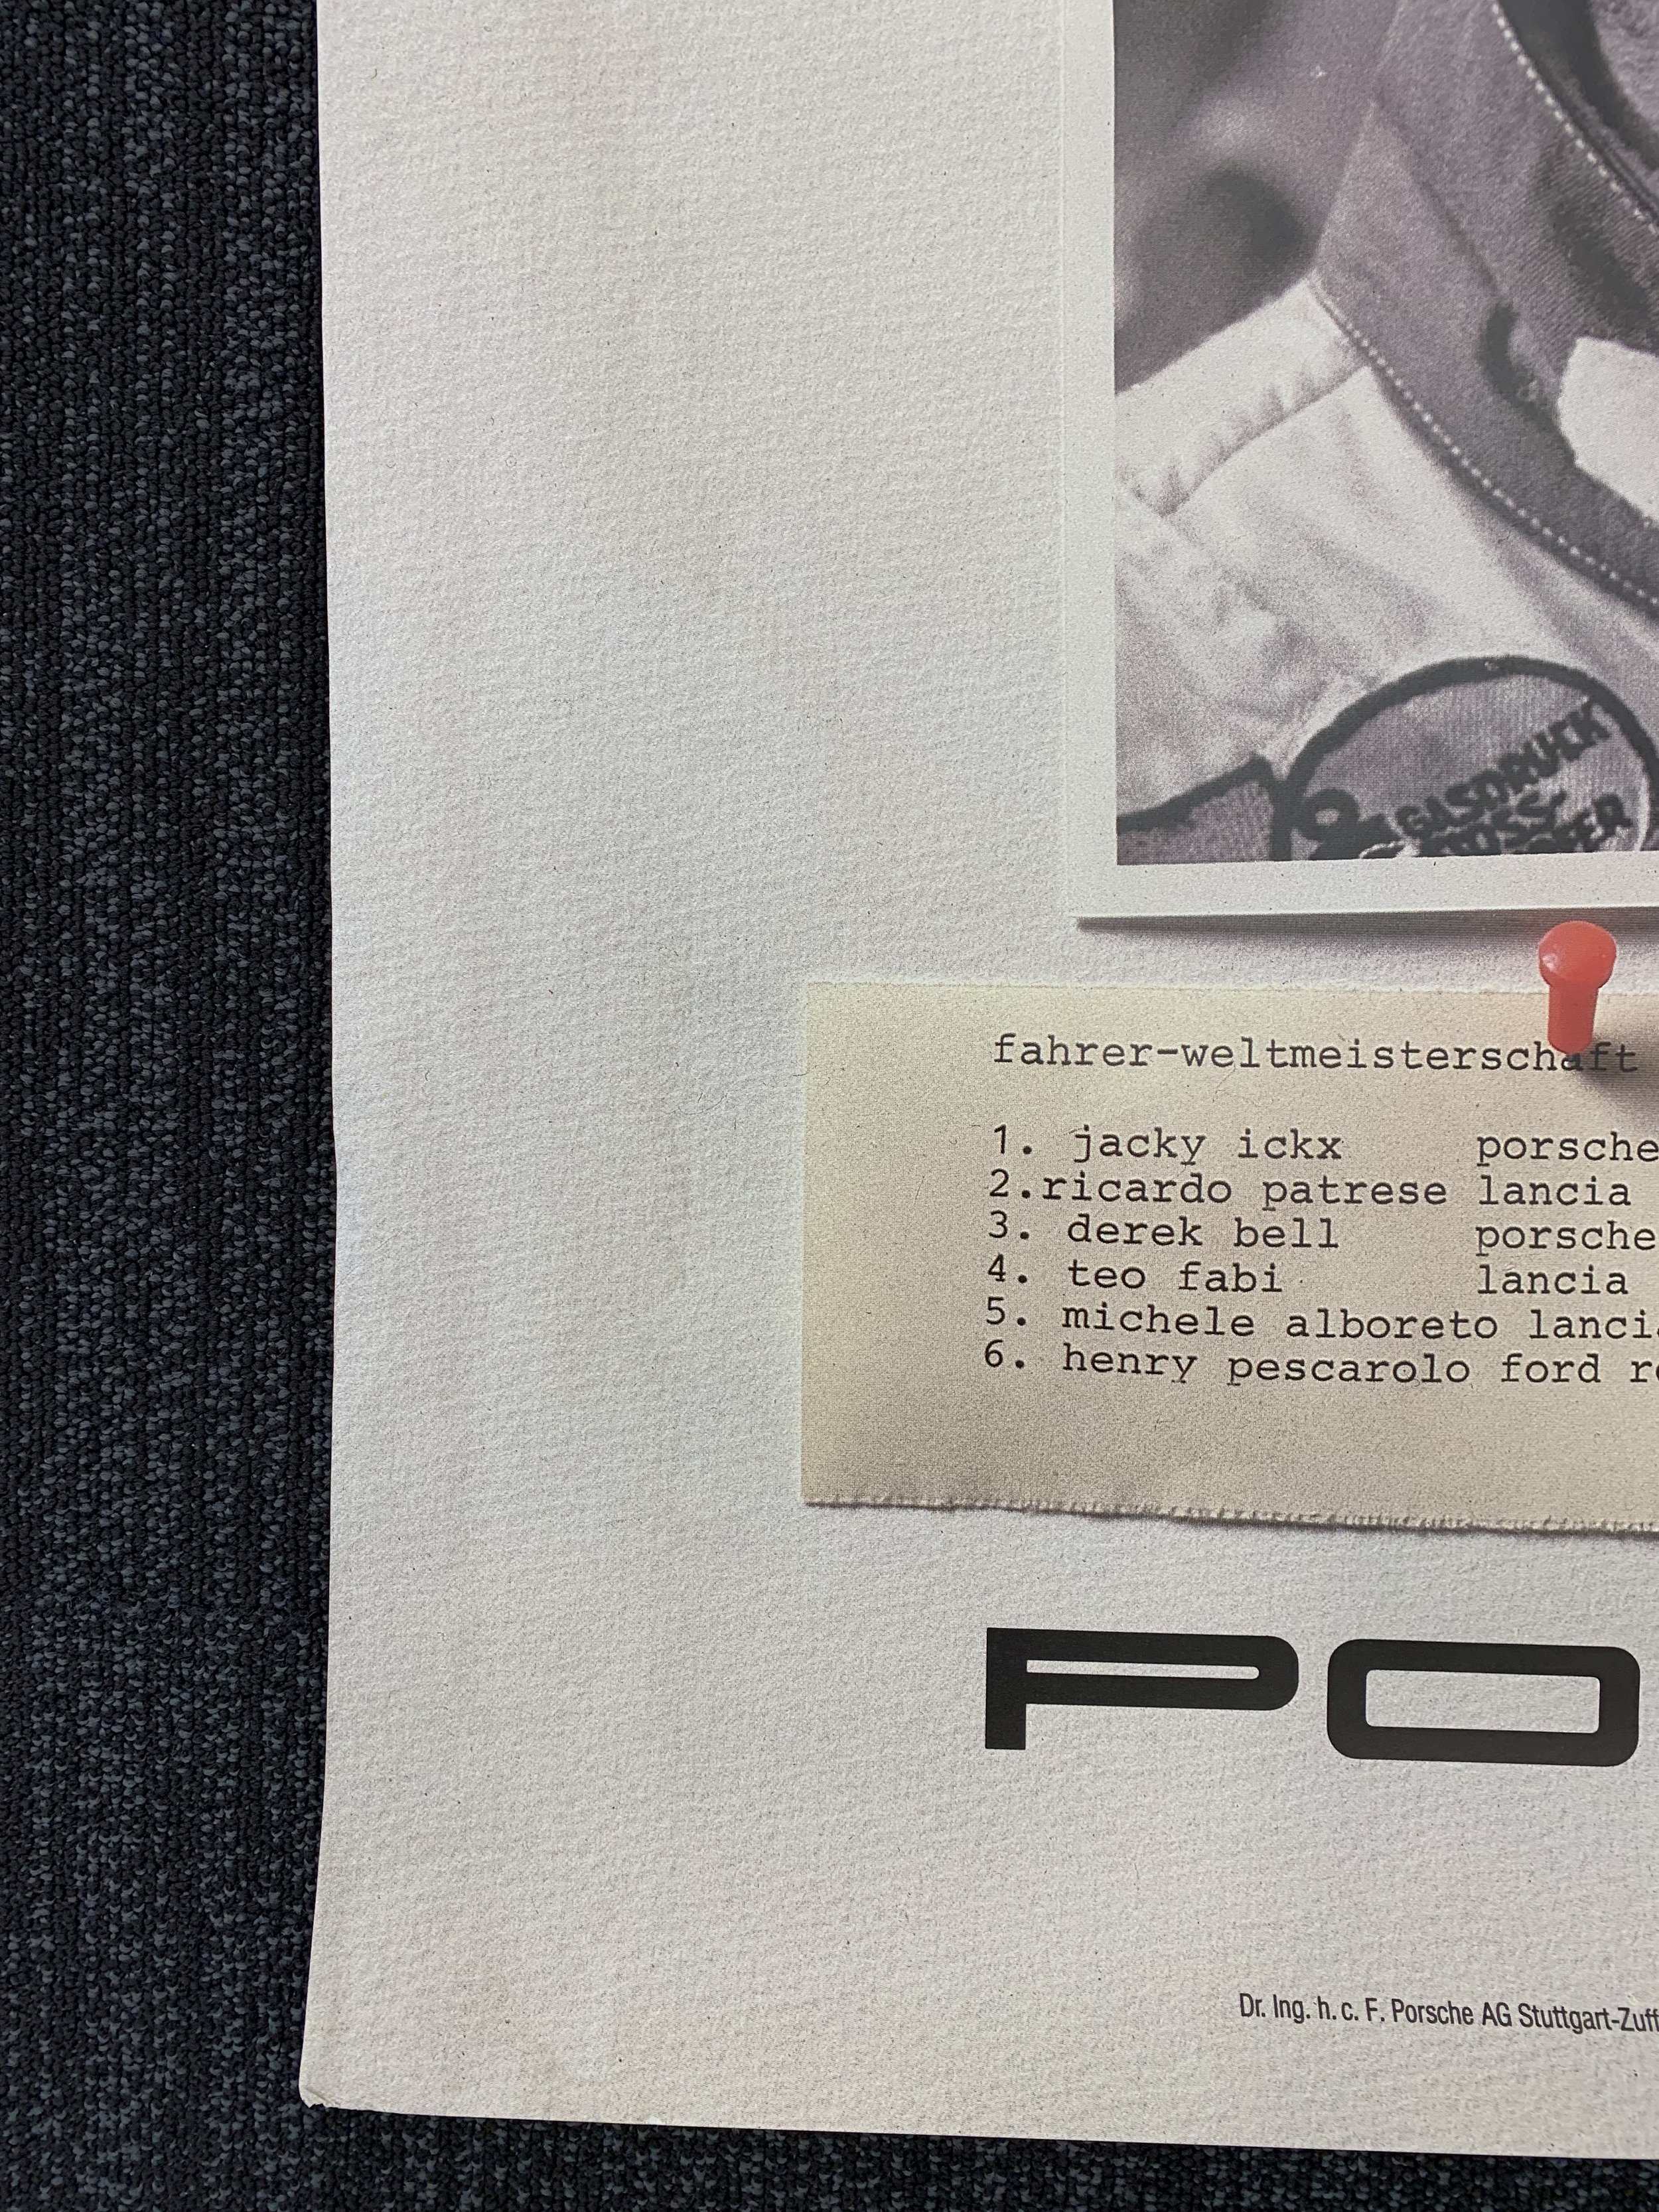 GASDRUCK
fahrer-weltmeisterschaft
1. jacky ickx porsche
2.ricardo patrese lancia
3. derek bell porsche
4. teo fabi lancia
5. michele alboreto lancia
6. henry pescarolo ford
PO
Dr. Ing. h. c. F. Porsche AG Stuttgart-Zuff